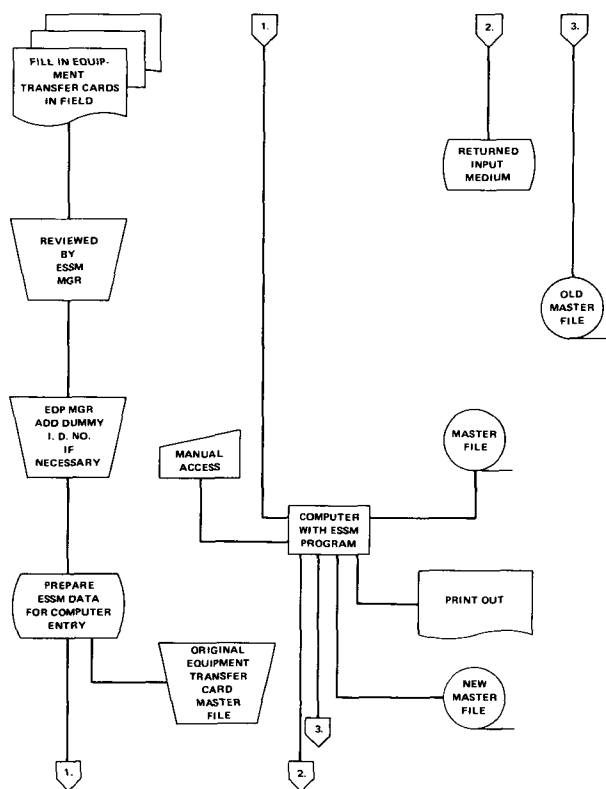 FILL IN EQUIP-
MENT
TRANSFER CARDS
IN FIELD
REVIEWED
BY
ESSM
MGR
EDP MGR
ADD DUMMY
I. D. NO.
IF
NECESSARY
PREPARE
ESSM DATA
FOR COMPUTER
ENTRY
ORIGINAL
EQUIPMENT
TRANSFER
CARD
MASTER
FILE
1.
1.
MANUAL
ACCESS
COMPUTER
WITH ESSM
PROGRAM
2.
3.
2.
RETURNED
INPUT
MEDIUM
3.
OLD
MASTER
FILE
MASTER
FILE
PRINT OUT
NEW
MASTER
FILE